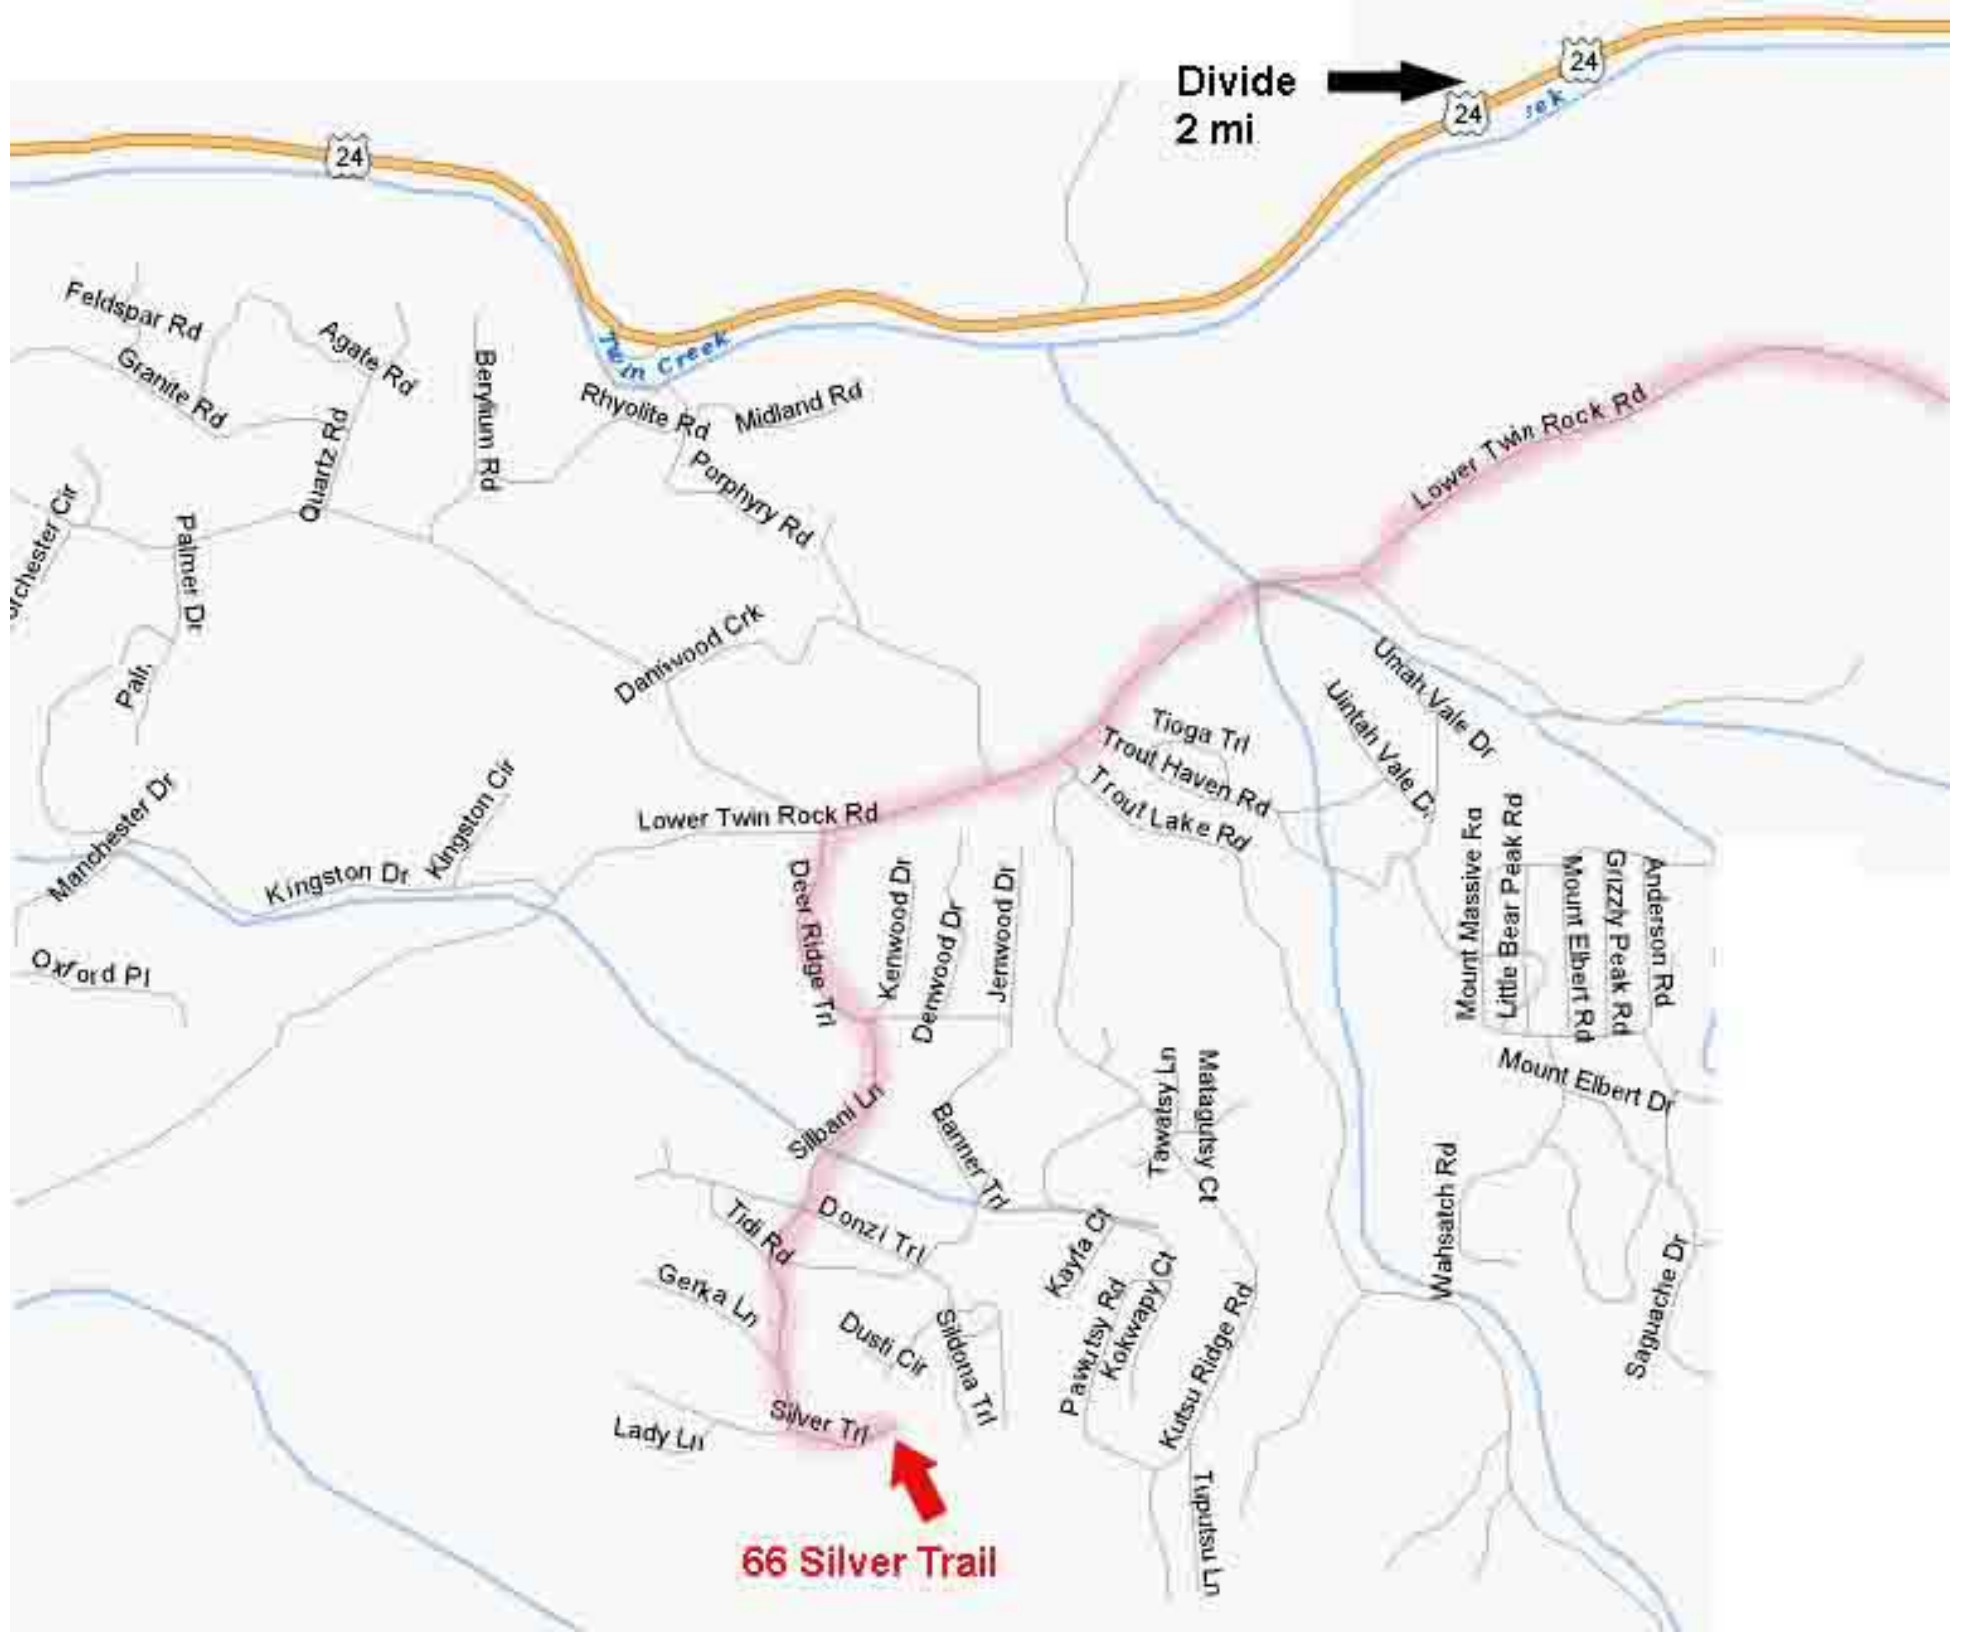 24
Divide
2 mi
24
24
Feldspar Rd
Agate Rd
Granite Rd
Quartz Rd
Berylium Rd
Twin Creek
Rhyolite Rd
Midland Rd
Porphyry Rd
Lower Twin Rock Rd
Palmer Dr
Danwood Crk
Uintah Vale Dr
Uintah Vale Dr
Tioga Trl
Trout Haven Rd
Trout Lake Rd
Manchester Dr
Kingston Cir
Kingston Dr
Lower Twin Rock Rd
Oxford Pl
Deer Ridge Trl
Kenwood Dr
Denwood Dr
Jenwood Dr
Mount Massive Rd
Little Bear Peak Rd
Mount Elbert Rd
Grizzly Peak Rd
Anderson Rd
Mount Elbert Dr
Silbani Ln
Banner Trl
Tawatsy Ln
Matagutsy Ct
Wahsatch Rd
Saguache Dr
Tidi Rd
Donzi Trl
Gerka Ln
Dusti Cir
Sildona Trl
Kayfa Ct
Pawutsy Rd
Kokwapy Ct
Kutsu Ridge Rd
Tuputsu Ln
Lady Ln
Silver Trl
66 Silver Trail